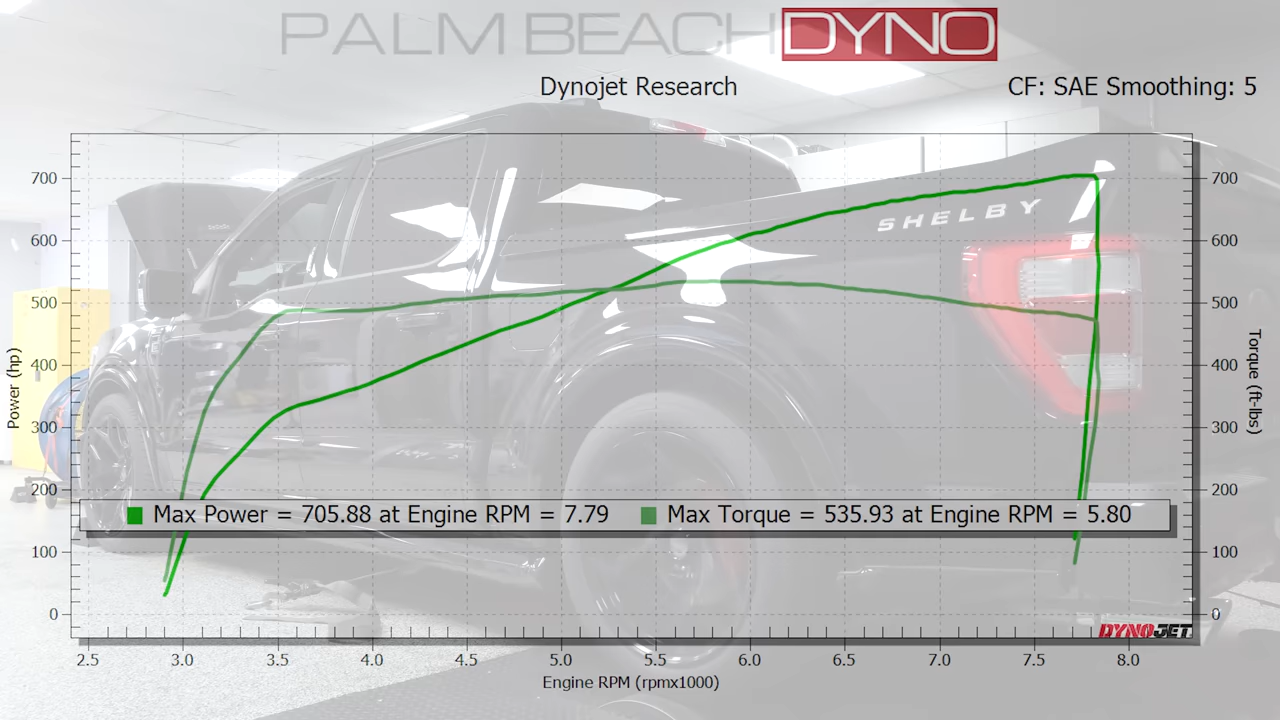 PALM BEACH DYNO
Dynojet Research
CF: SAE Smoothing: 5
SHELBY
700
600
500
400
300
200
100
0
Power (hp)
700
600
500
400
300
200
100
0
Torque (ft-lbs)
Max Power = 705.88 at Engine RPM = 7.79
Max Torque = 535.93 at Engine RPM = 5.80
DYNOJET
2.5 3.0 3.5 4.0 4.5 5.0 5.5 6.0 6.5 7.0 7.5 8.0
Engine RPM (rpmx1000)